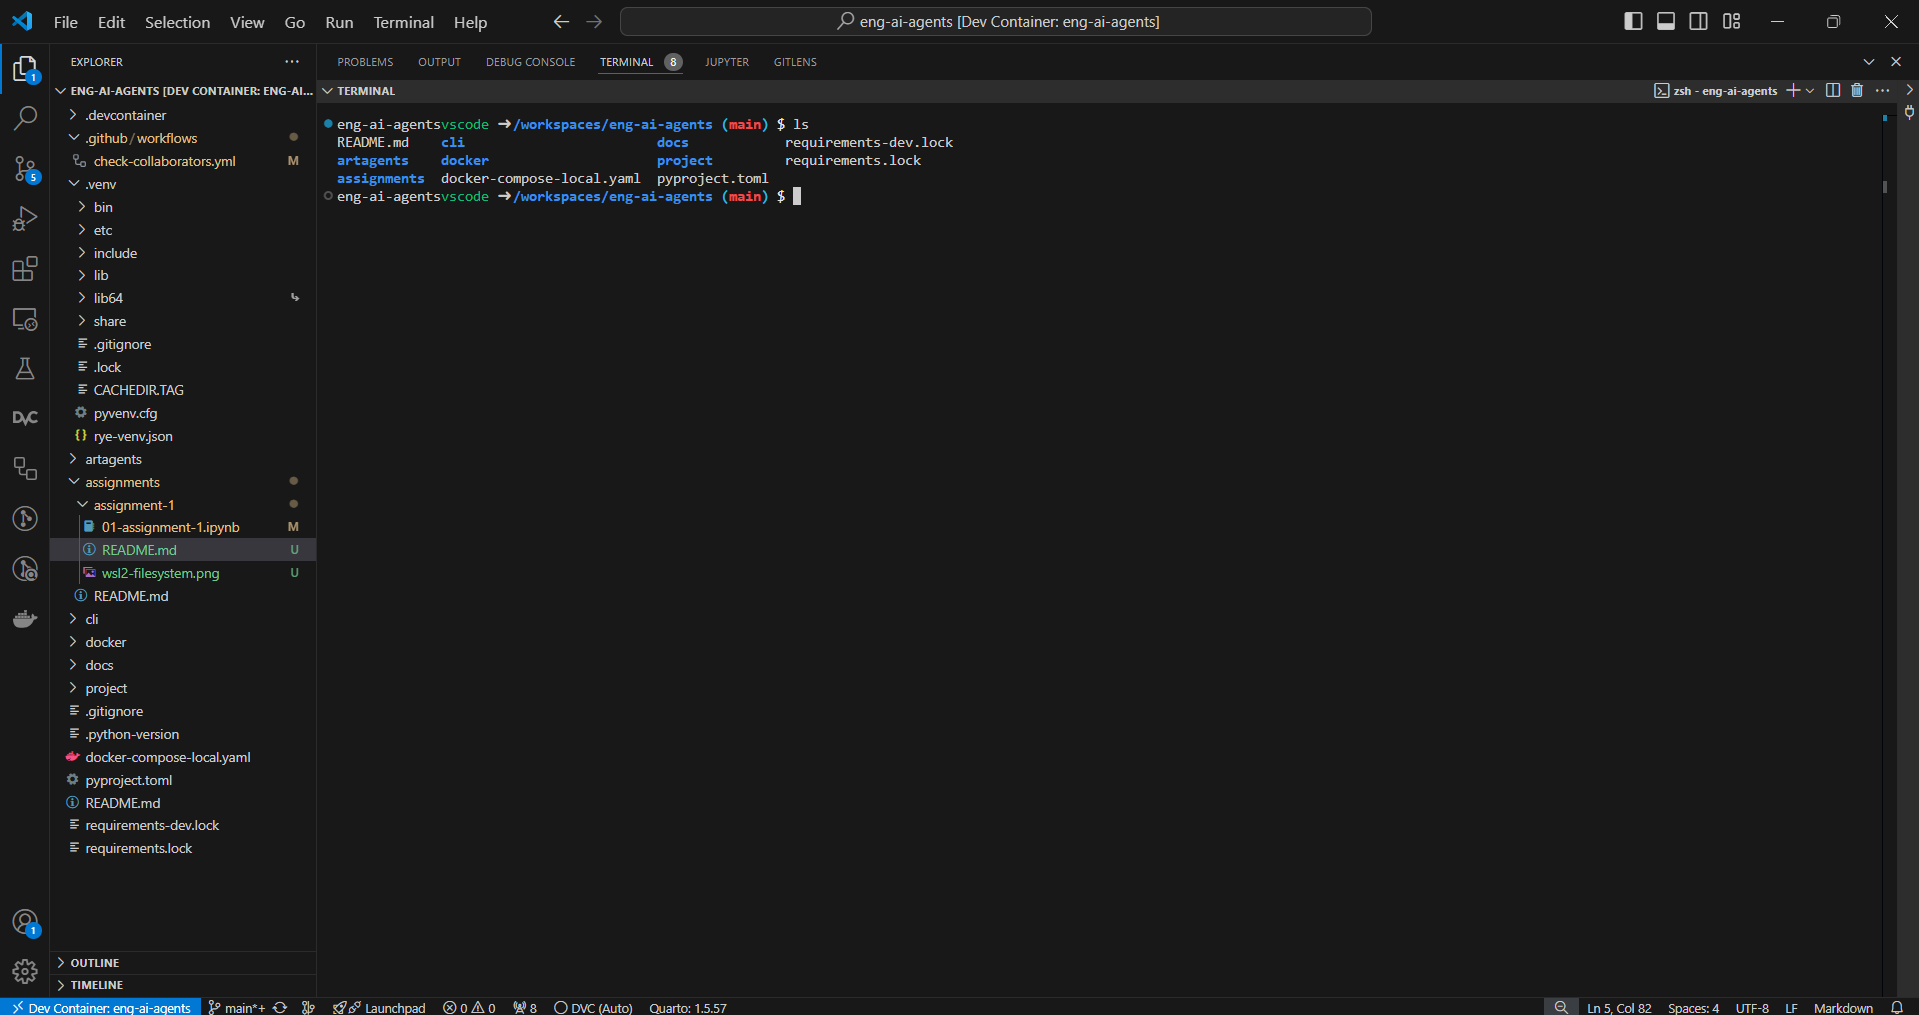 File Edit Selection View Go Run Terminal Help
eng-ai-agents [Dev Container: eng-ai-agents]
EXPLORER
ENG-AI-AGENTS [DEV CONTAINER: ENG-AI...
.devcontainer
.github/workflows
check-collaborators.yml M
.venv
bin
etc
include
lib
lib64
share
.gitignore
.lock
CACHEDIR.TAG
pyvenv.cfg
rye-venv.json
artagents
assignments
assignment-1
01-assignment-1.ipynb M
README.md U
wsl2-filesystem.png U
README.md
cli
docker
docs
project
.gitignore
.python-version
docker-compose-local.yaml
pyproject.toml
README.md
requirements-dev.lock
requirements.lock
OUTLINE
TIMELINE
1
5
DVC
1
PROBLEMS OUTPUT DEBUG CONSOLE TERMINAL 8 JUPYTER GITLENS
TERMINAL
zsh - eng-ai-agents
eng-ai-agentsvscode ➜/workspaces/eng-ai-agents (main) $ ls
README.md cli docs requirements-dev.lock
artagents docker project requirements.lock
assignments docker-compose-local.yaml pyproject.toml
eng-ai-agentsvscode ➜/workspaces/eng-ai-agents (main) $
Dev Container: eng-ai-agents main*+ Launchpad 0 0 8 DVC (Auto) Quarto: 1.5.57 Ln 5, Col 82 Spaces: 4 UTF-8 LF Markdown